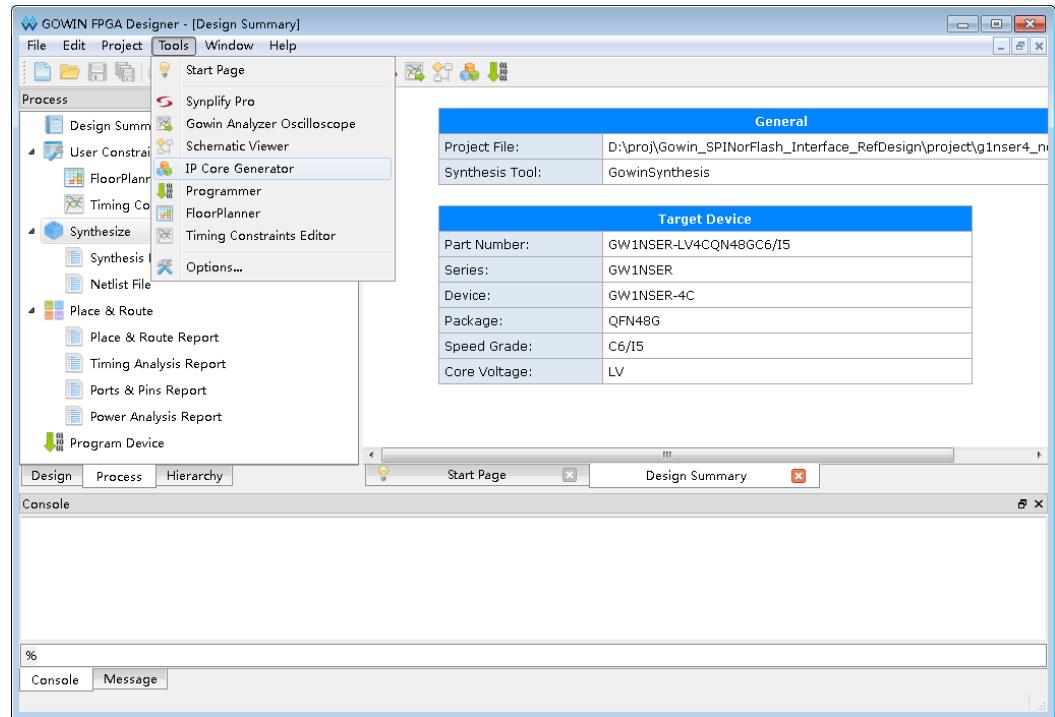 GOWIN FPGA Designer - [Design Summary]
File Edit Project Tools Window Help
Start Page
Synplify Pro
Gowin Analyzer Oscilloscope
Schematic Viewer
IP Core Generator
Programmer
FloorPlanner
Timing Constraints Editor
Options...
Process
Design Summ
User Constrai
FloorPlann
Timing Co
Synthesize
Synthesis
Netlist File
Place & Route
Place & Route Report
Timing Analysis Report
Ports & Pins Report
Power Analysis Report
Program Device
Design Process Hierarchy
General
Project File: D:\proj\Gowin_SPINorFlash_Interface_RefDesign\project\g1nser4_n
Synthesis Tool: GowinSynthesis
Target Device
Part Number: GW1NSER-LV4CQN48GC6/I5
Series: GW1NSER
Device: GW1NSER-4C
Package: QFN48G
Speed Grade: C6/I5
Core Voltage: LV
Start Page Design Summary
Console
%
Console Message